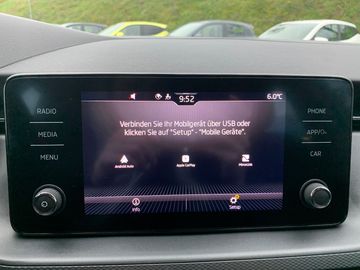 9:52
6.0°C
RADIO
MEDIA
MENU
PHONE
APP/⌂
CAR
Verbinden Sie Ihr Mobilgerät über USB oder
klicken Sie auf "Setup" - "Mobile Geräte".
Android Auto
Apple CarPlay
MirrorLink
Info
Setup